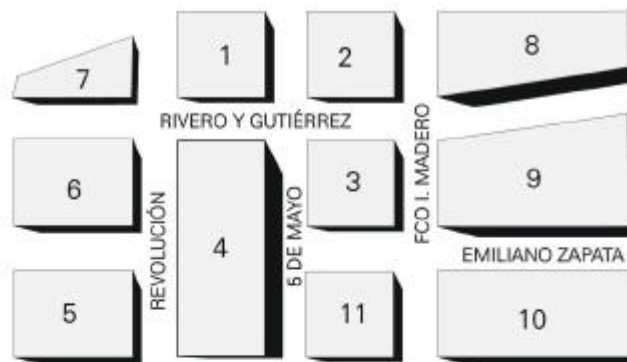 7
1
2
8
RIVERO Y GUTIÉRREZ
6
REVOLUCIÓN
4
5 DE MAYO
3
FCO I. MADERO
9
EMILIANO ZAPATA
5
11
10